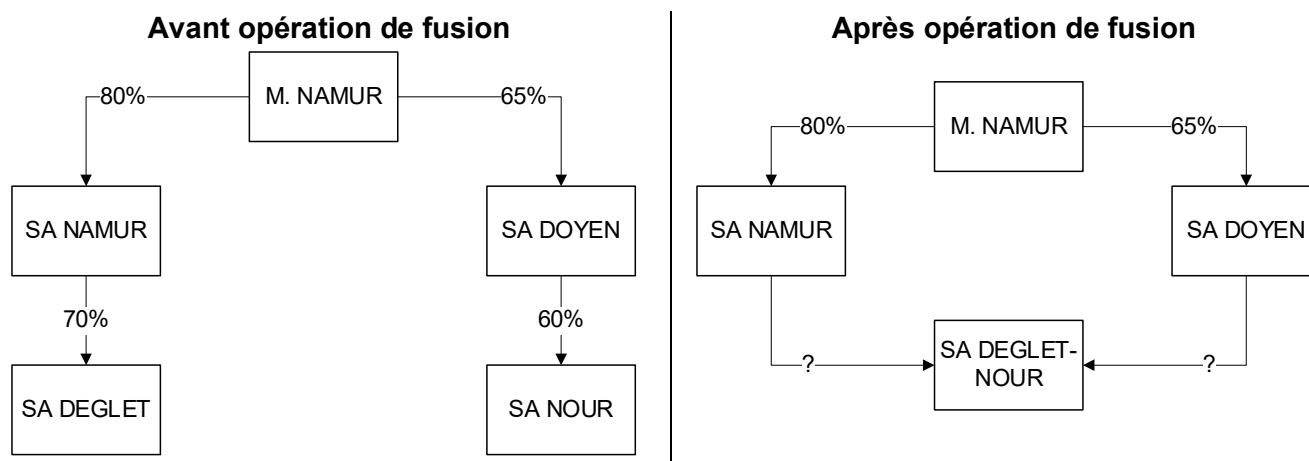 Avant opération de fusion
M. NAMUR
80%
65%
SA NAMUR
SA DOYEN
70%
60%
SA DEGLET
SA NOUR
Après opération de fusion
M. NAMUR
80%
65%
SA NAMUR
SA DOYEN
SA DEGLET-
NOUR
?
?